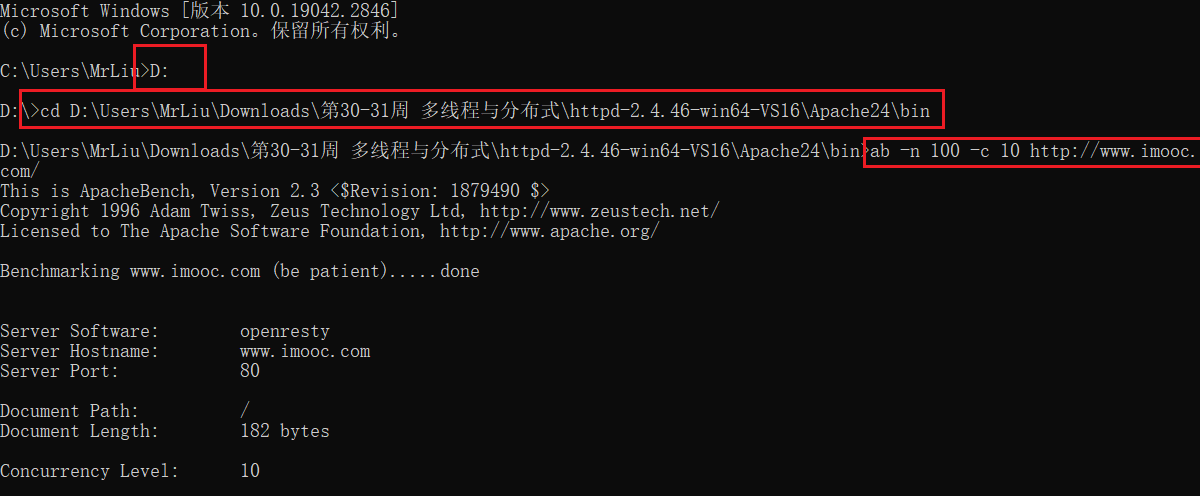 Microsoft Windows [版本 10.0.19042.2846]
(c) Microsoft Corporation。保留所有权利。
C:\Users\MrLiu>D:
D:\>cd D:\Users\MrLiu\Downloads\第30-31周 多线程与分布式\httpd-2.4.46-win64-VS16\Apache24\bin
D:\Users\MrLiu\Downloads\第30-31周 多线程与分布式\httpd-2.4.46-win64-VS16\Apache24\bin>ab -n 100 -c 10 http://www.imooc.
com/
This is ApacheBench, Version 2.3 <$Revision: 1879490 $>
Copyright 1996 Adam Twiss, Zeus Technology Ltd, http://www.zeustech.net/
Licensed to The Apache Software Foundation, http://www.apache.org/
Benchmarking www.imooc.com (be patient).....done
Server Software:        openresty
Server Hostname:        www.imooc.com
Server Port:            80
Document Path:          /
Document Length:        182 bytes
Concurrency Level:      10